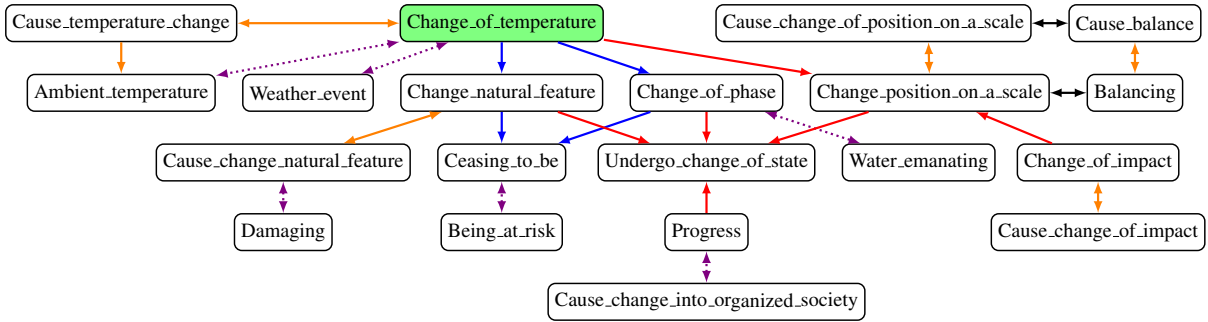 Cause_temperature_change
Change_of_temperature
Cause_change_of_position_on_a_scale
Cause_balance
Ambient_temperature
Weather_event
Change_natural_feature
Change_of_phase
Change_position_on_a_scale
Balancing
Cause_change_natural_feature
Ceasing_to_be
Undergo_change_of_state
Water_emanating
Change_of_impact
Damaging
Being_at_risk
Progress
Cause_change_of_impact
Cause_change_into_organized_society